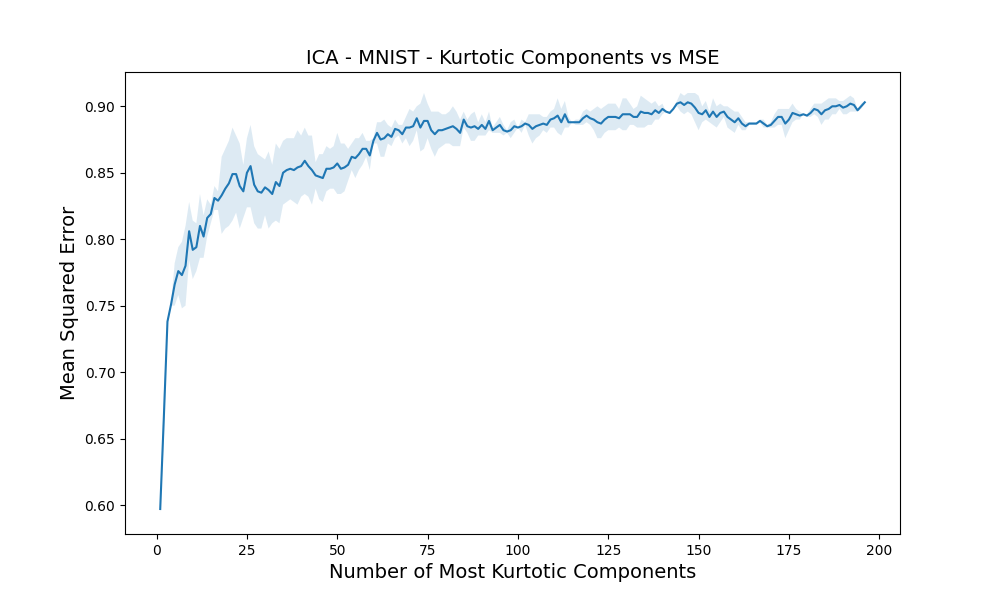 ICA - MNIST - Kurtotic Components vs MSE
Mean Squared Error
0.90
0.85
0.80
0.75
0.70
0.65
0.60
0 25 50 75 100 125 150 175 200
Number of Most Kurtotic Components